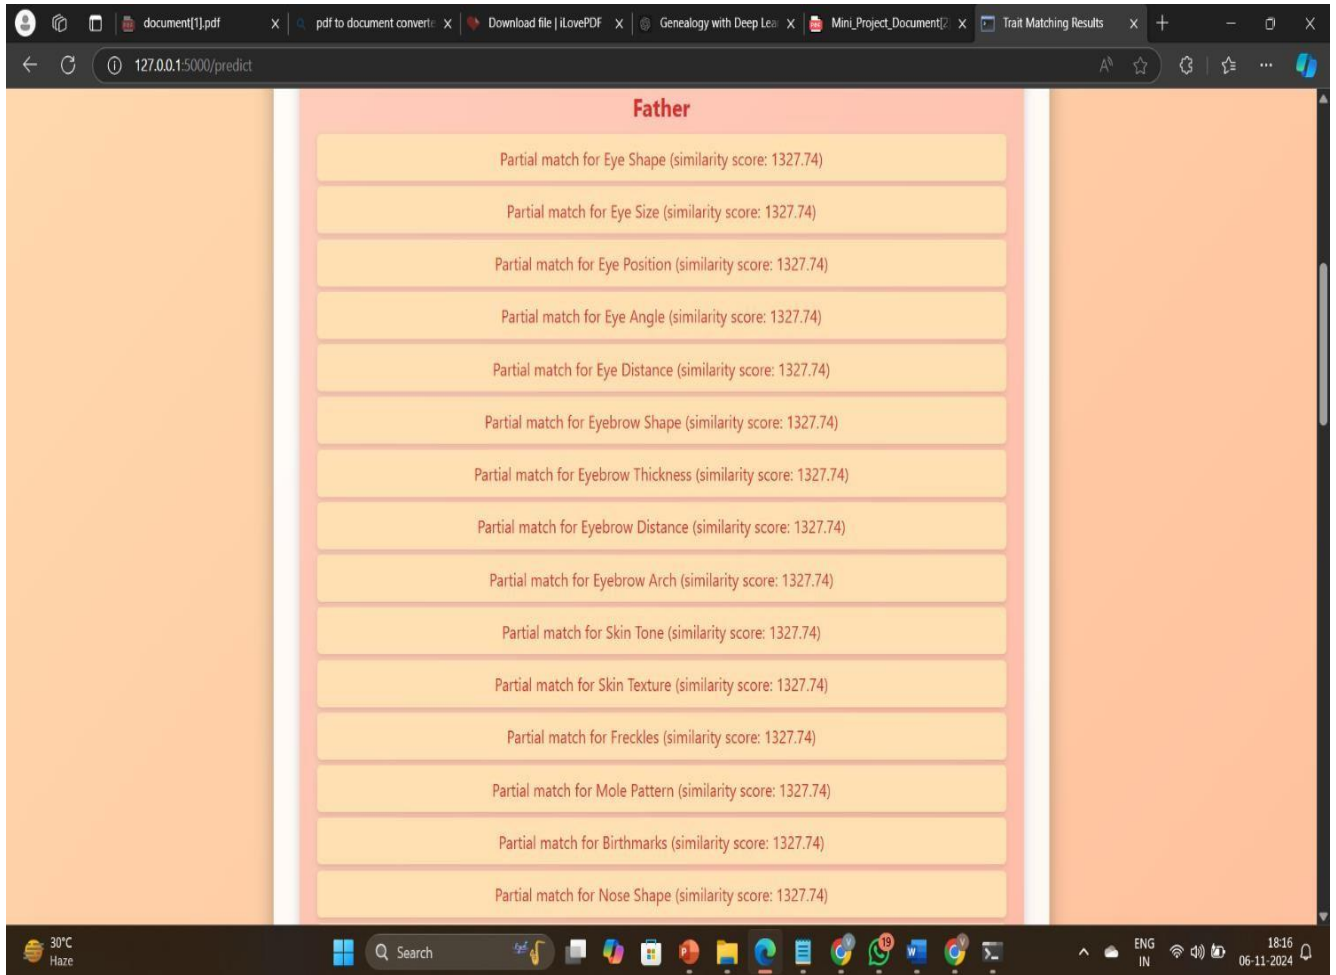 document[1].pdf
pdf to document converte
Download file | iLovePDF
Genealogy with Deep Lea
Mini_Project_Document[2]
Trait Matching Results
127.0.0.1:5000/predict
Father
Partial match for Eye Shape (similarity score: 1327.74)
Partial match for Eye Size (similarity score: 1327.74)
Partial match for Eye Position (similarity score: 1327.74)
Partial match for Eye Angle (similarity score: 1327.74)
Partial match for Eye Distance (similarity score: 1327.74)
Partial match for Eyebrow Shape (similarity score: 1327.74)
Partial match for Eyebrow Thickness (similarity score: 1327.74)
Partial match for Eyebrow Distance (similarity score: 1327.74)
Partial match for Eyebrow Arch (similarity score: 1327.74)
Partial match for Skin Tone (similarity score: 1327.74)
Partial match for Skin Texture (similarity score: 1327.74)
Partial match for Freckles (similarity score: 1327.74)
Partial match for Mole Pattern (similarity score: 1327.74)
Partial match for Birthmarks (similarity score: 1327.74)
Partial match for Nose Shape (similarity score: 1327.74)
30°C
Haze
Search
19
ENG
IN
18:16
06-11-2024